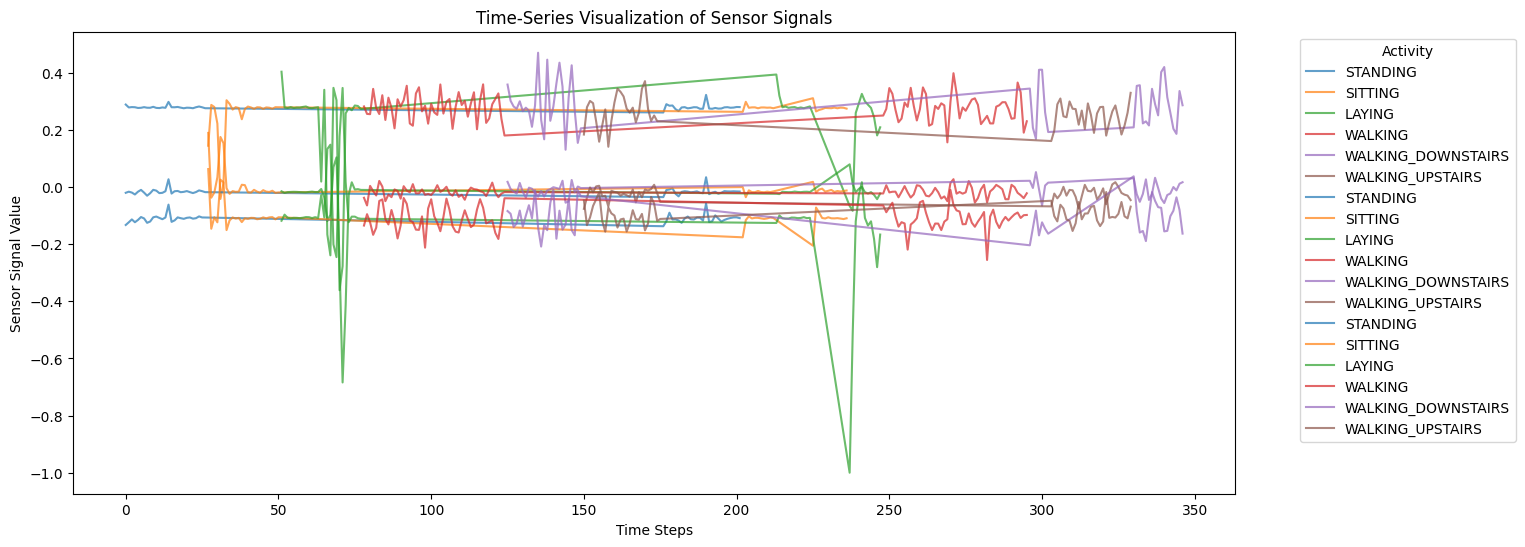 Time-Series Visualization of Sensor Signals
Sensor Signal Value
0.4
0.2
0.0
−0.2
−0.4
−0.6
−0.8
−1.0
0
50
100
150
200
250
300
350
Time Steps
Activity
STANDING
SITTING
LAYING
WALKING
WALKING_DOWNSTAIRS
WALKING_UPSTAIRS
STANDING
SITTING
LAYING
WALKING
WALKING_DOWNSTAIRS
WALKING_UPSTAIRS
STANDING
SITTING
LAYING
WALKING
WALKING_DOWNSTAIRS
WALKING_UPSTAIRS